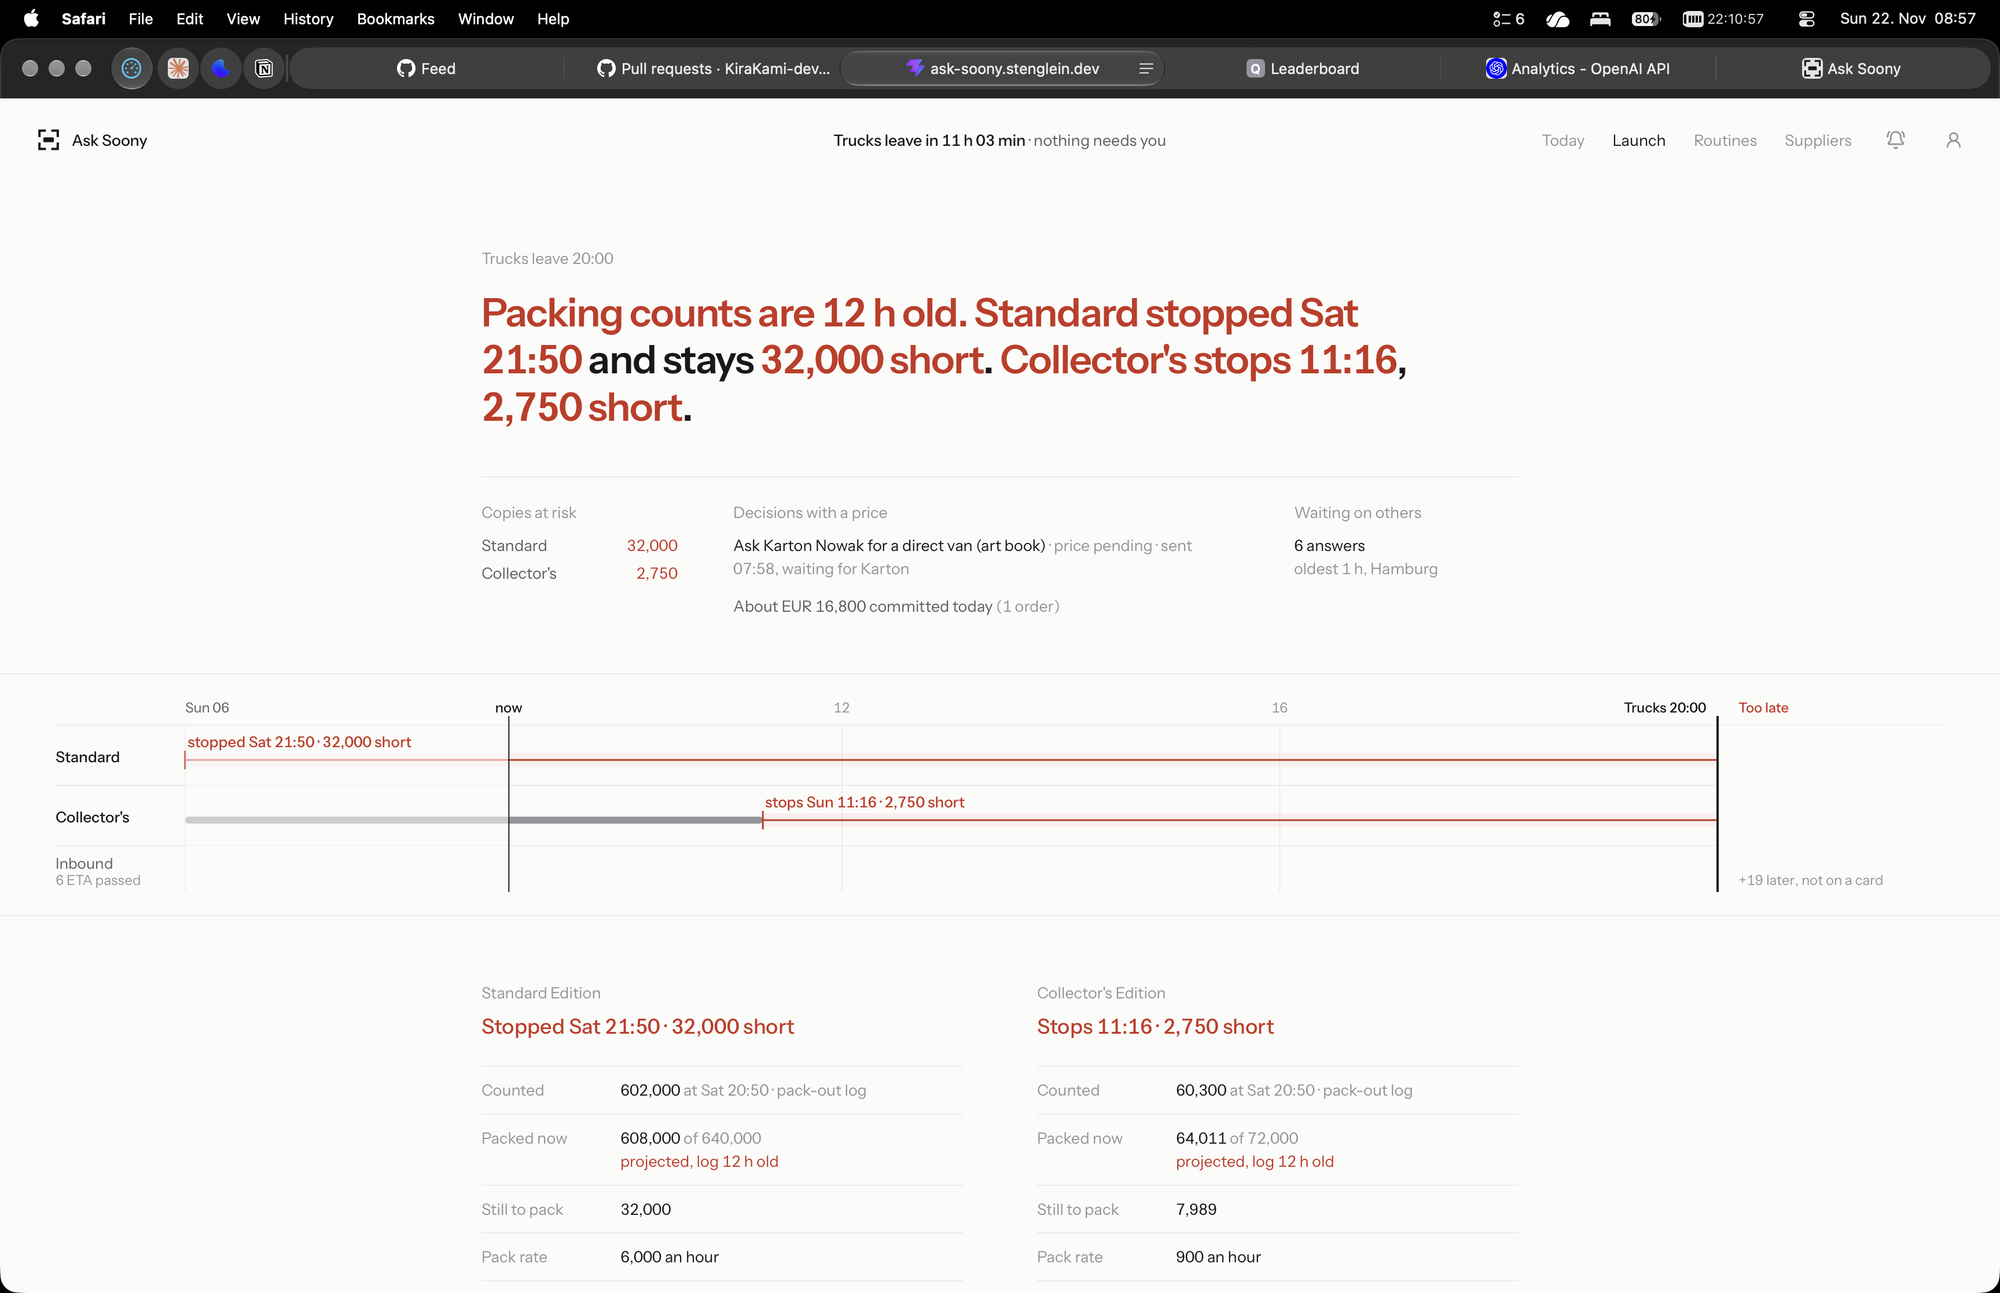 Safari File Edit View History Bookmarks Window Help 6 80 22:10:57 Sun 22. Nov 08:57
Feed Pull requests · KiraKami-dev... ask-soony.stenglein.dev Leaderboard Analytics - OpenAI API Ask Soony
Ask Soony Trucks leave in 11 h 03 min · nothing needs you Today Launch Routines Suppliers
Trucks leave 20:00
Packing counts are 12 h old. Standard stopped Sat
21:50 and stays 32,000 short. Collector's stops 11:16,
2,750 short.
Copies at risk
Standard 32,000
Collector's 2,750
Decisions with a price
Ask Karton Nowak for a direct van (art book) · price pending · sent
07:58, waiting for Karton
About EUR 16,800 committed today (1 order)
Waiting on others
6 answers
oldest 1 h, Hamburg
Sun 06 now 12 16 Trucks 20:00 Too late
stopped Sat 21:50 · 32,000 short
Standard
stops Sun 11:16 · 2,750 short
Collector's
Inbound
6 ETA passed +19 later, not on a card
Standard Edition
Stopped Sat 21:50 · 32,000 short
Counted 602,000 at Sat 20:50 · pack-out log
Packed now 608,000 of 640,000
projected, log 12 h old
Still to pack 32,000
Pack rate 6,000 an hour
Collector's Edition
Stops 11:16 · 2,750 short
Counted 60,300 at Sat 20:50 · pack-out log
Packed now 64,011 of 72,000
projected, log 12 h old
Still to pack 7,989
Pack rate 900 an hour